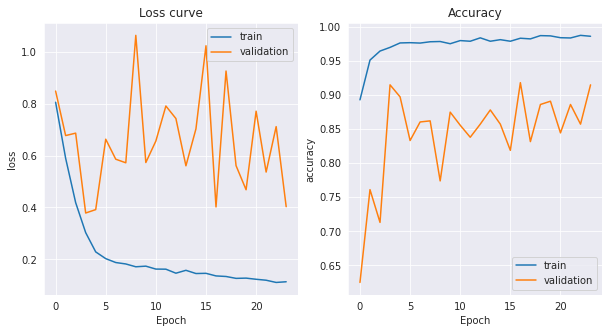 Loss curve
train
validation
1.0
0.8
0.6
0.4
0.2
loss
0
5
10
15
20
Epoch
Accuracy
1.00
0.95
0.90
0.85
0.80
0.75
0.70
0.65
accuracy
train
validation
0
5
10
15
20
Epoch